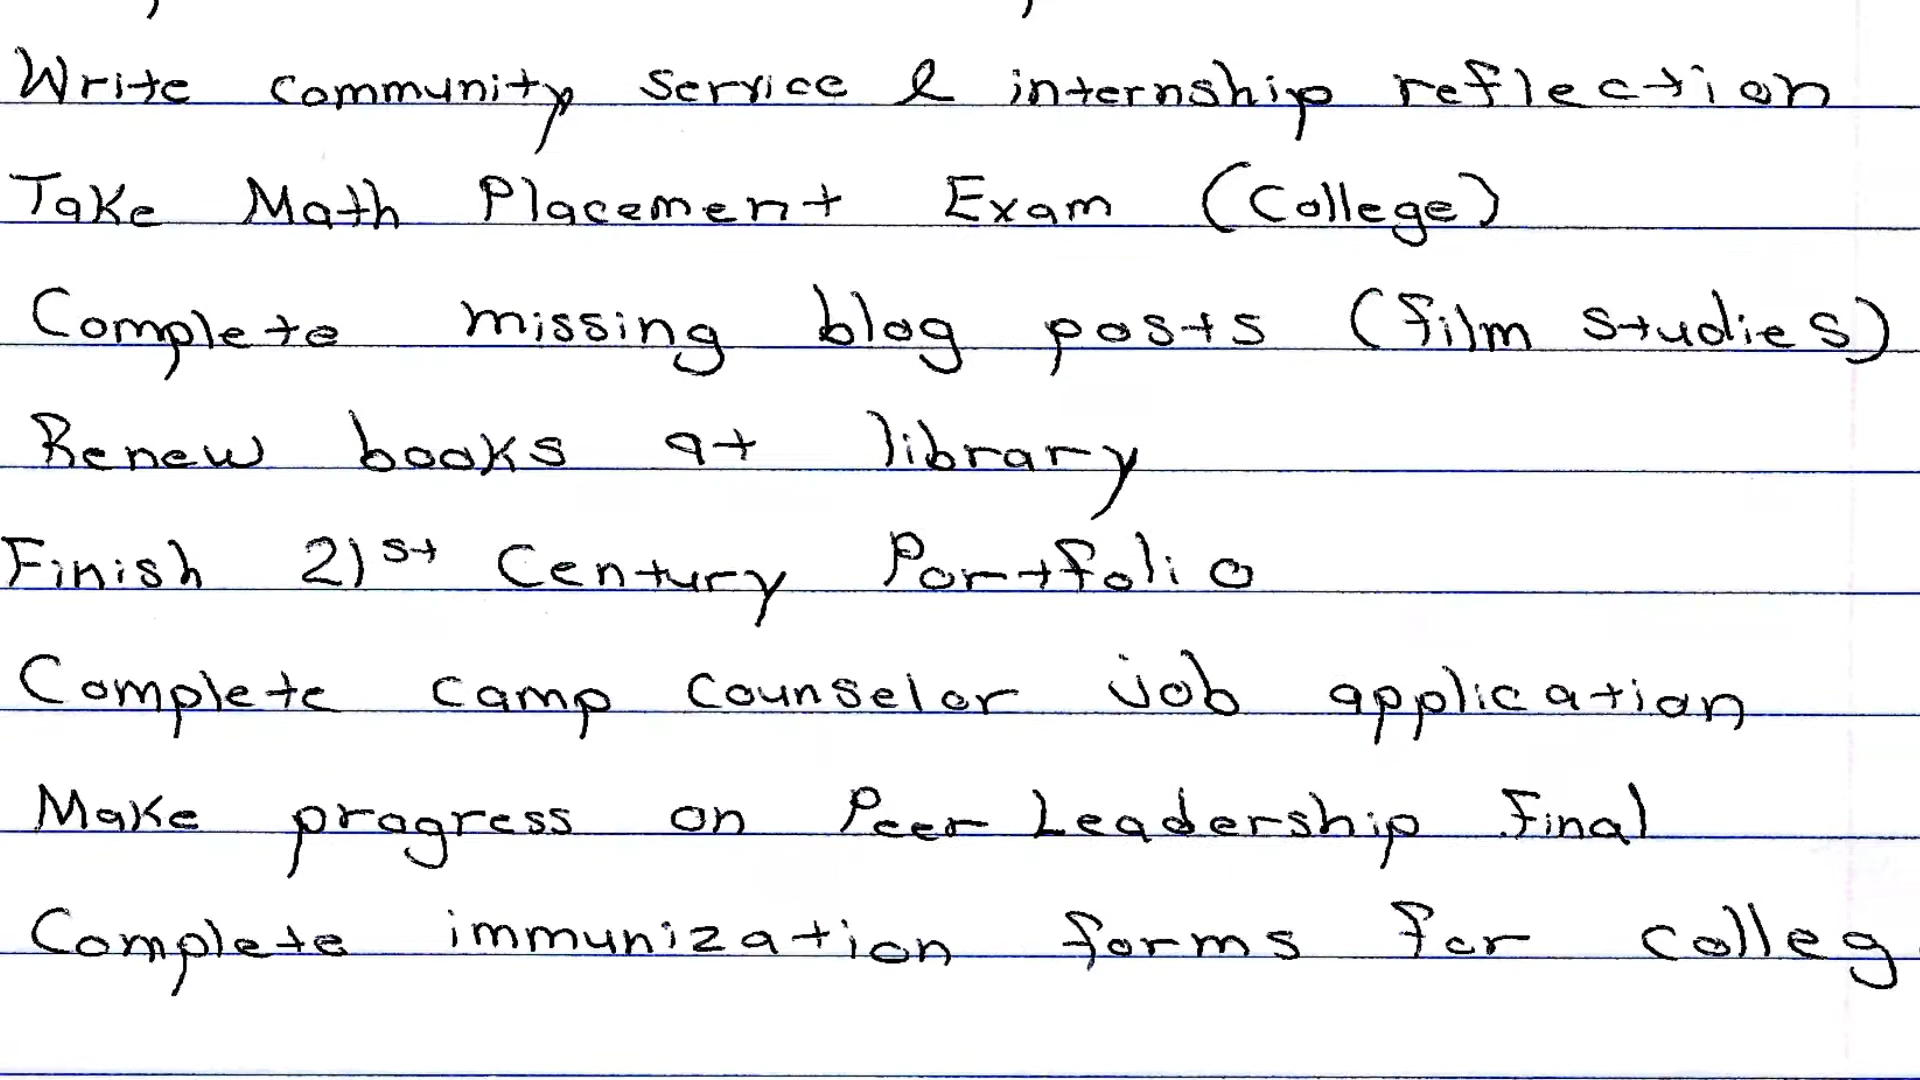 Write community service & internship reflection
Take Math Placement Exam (College)
Complete missing blog posts (film studies)
Renew books at library
Finish 21st Century Portfolio
Complete camp counselor job application
Make progress on Peer Leadership final
Complete immunization forms for colleg